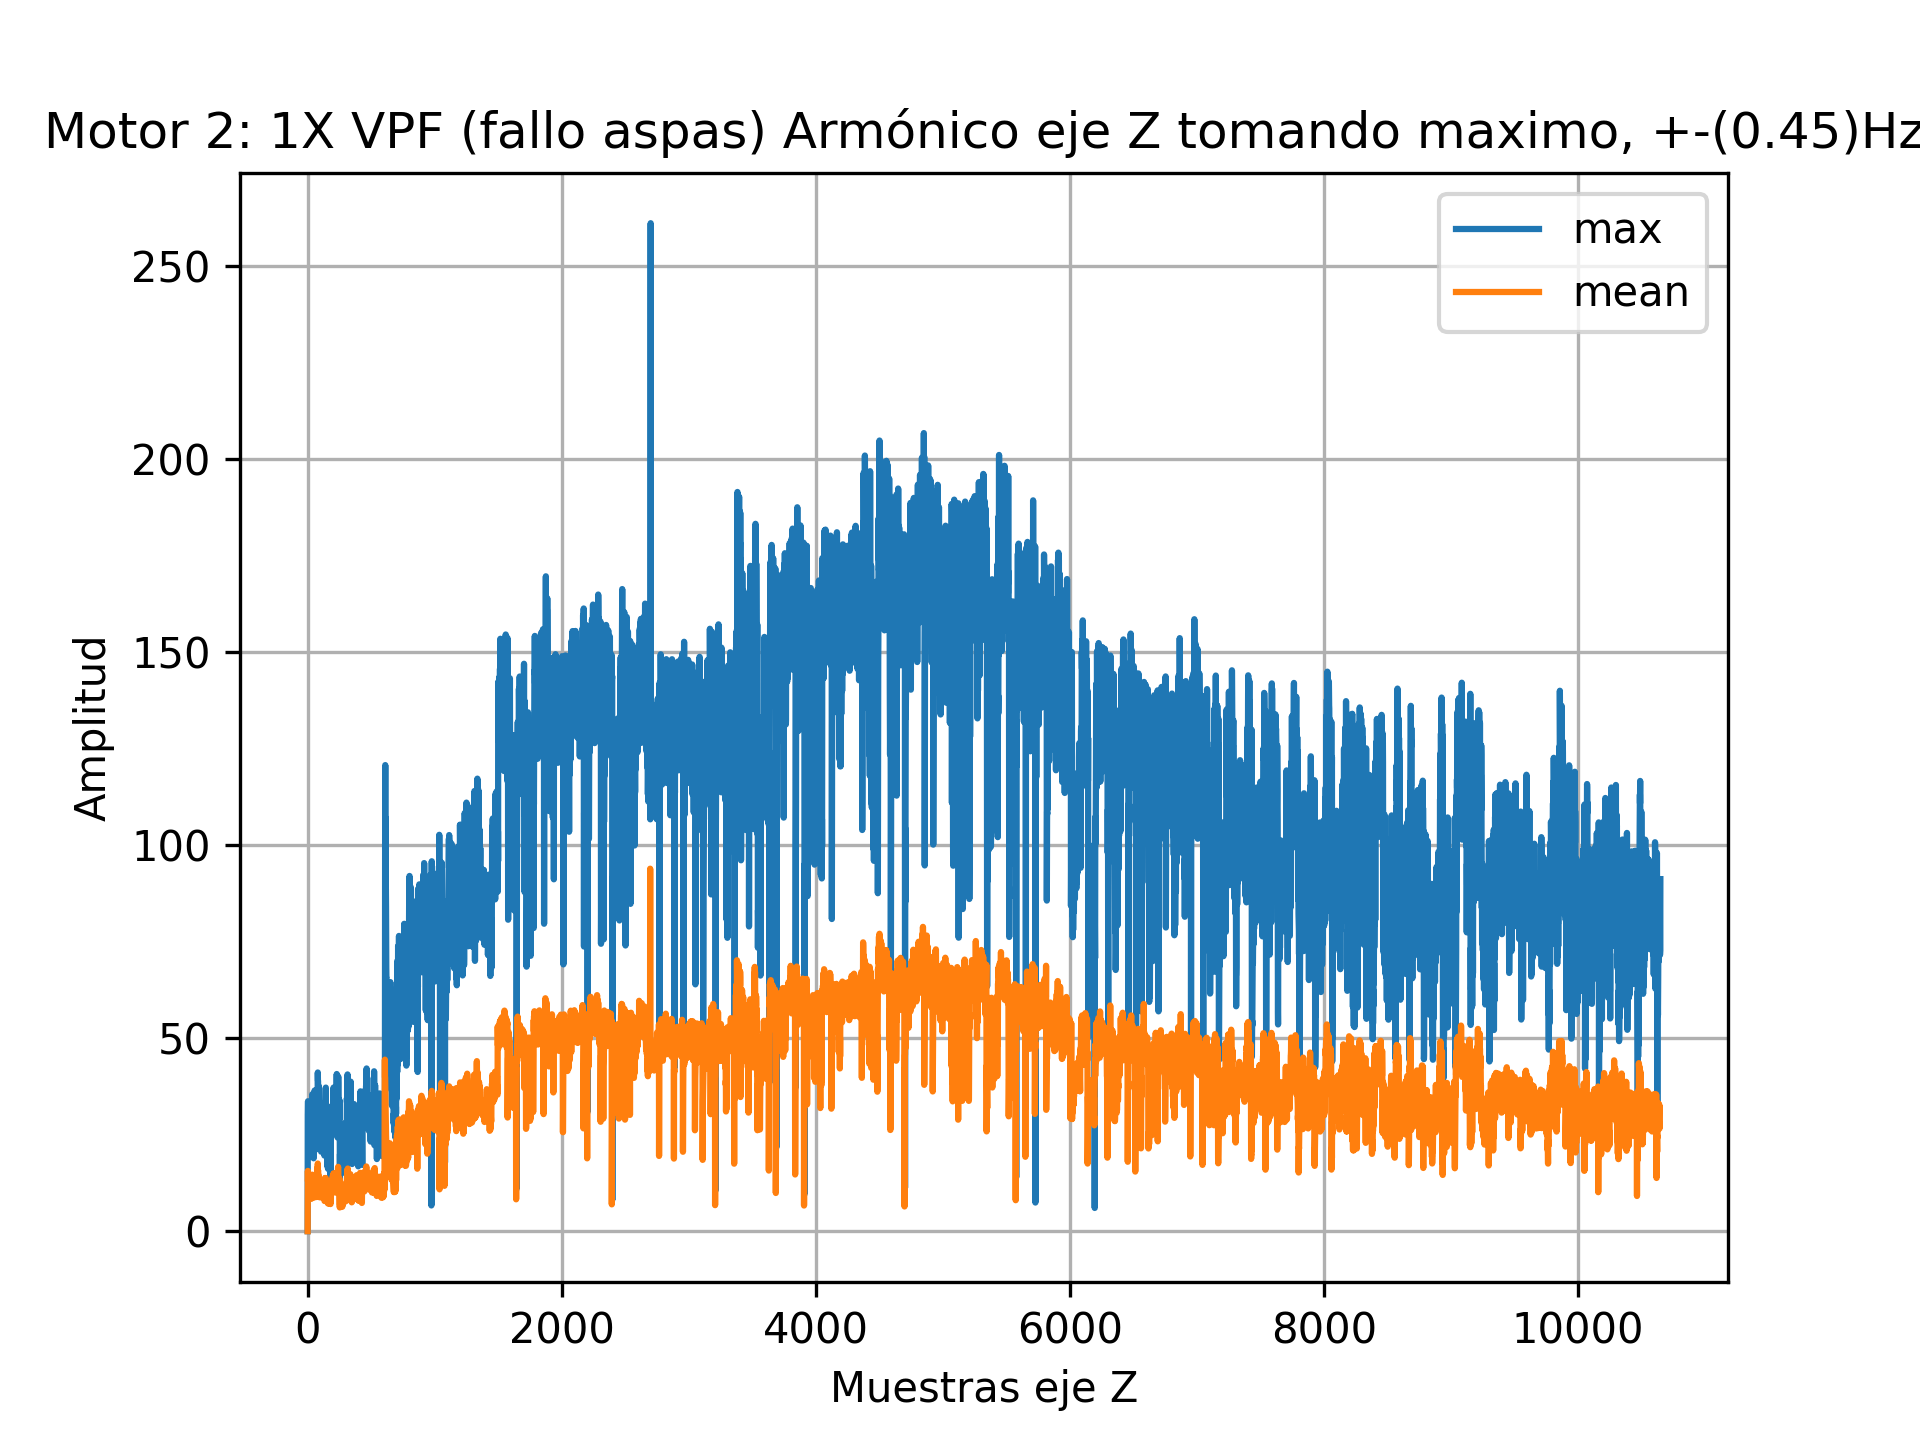 Motor 2: 1X VPF (fallo aspas) Armónico eje Z tomando maximo, +-(0.45)Hz
max
mean
250
200
150
100
50
0
Amplitud
0 2000 4000 6000 8000 10000
Muestras eje Z